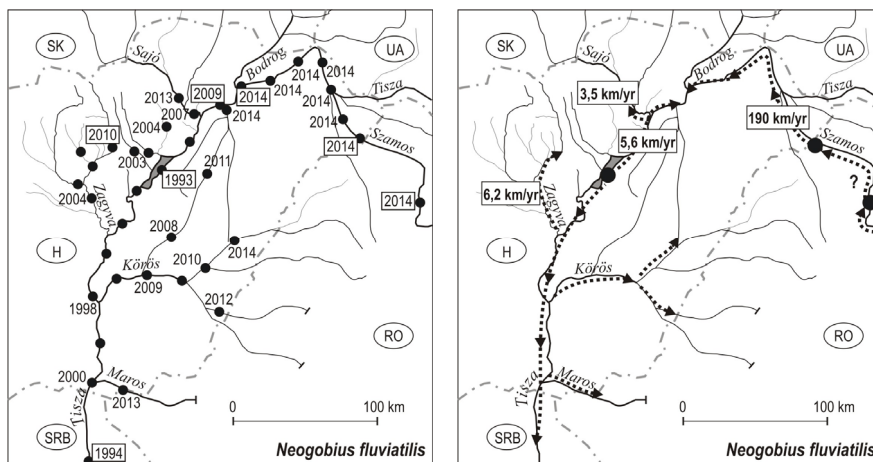 SK
UA
Sajó
Bodrog
2014
2014
Tisza
2013
2009
2014
2014
2007
2014
2014
2010
2004
2014
Szamos
2003
2014
2011
1993
2014
2004
Zagyva
2008
2014
H
Körös
2010
2009
1998
2012
RO
2000
Maros
2013
Tisza
0 100 km
SRB
1994
Neogobius fluviatilis
SK
UA
Sajó
Bodrog
Tisza
3,5 km/yr
190 km/yr
Szamos
5,6 km/yr
?
6,2 km/yr
Zagyva
H
Körös
RO
Maros
Tisza
0 100 km
SRB
Neogobius fluviatilis